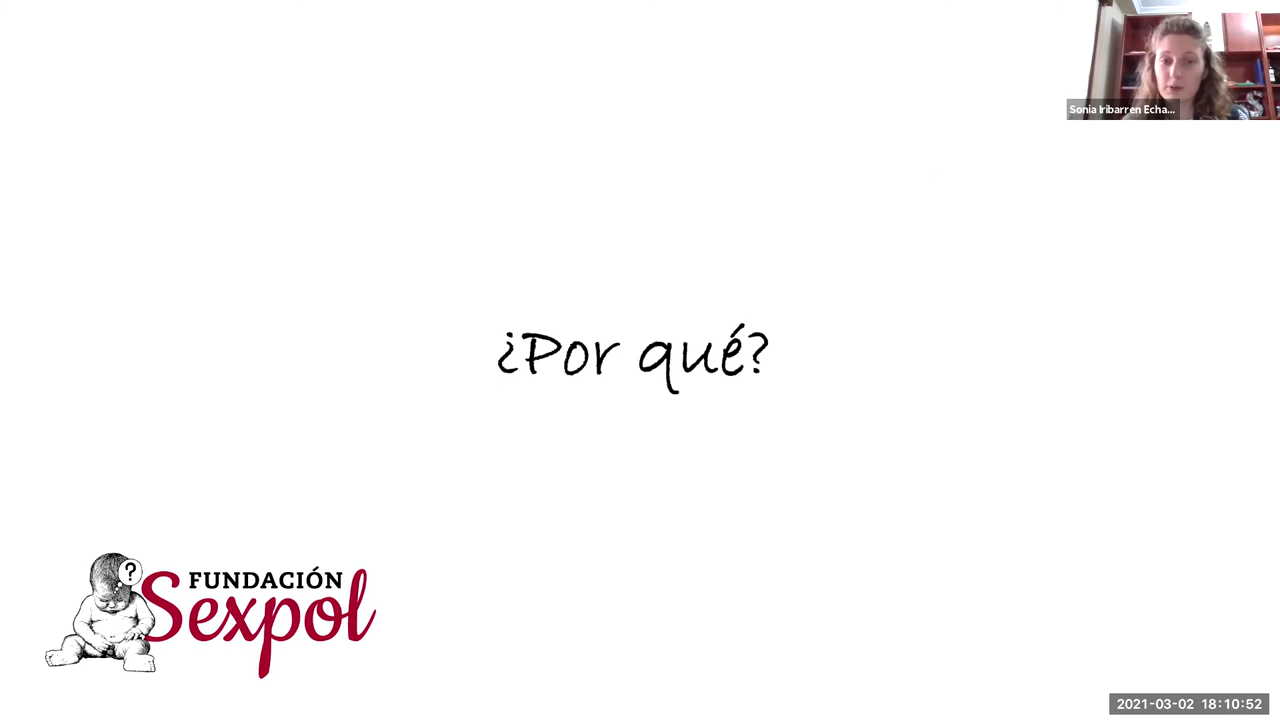 Sonia Iribarren Echa...
¿Por qué?
?
FUNDACIÓN
Sexpol
2021-03-02 18:10:52